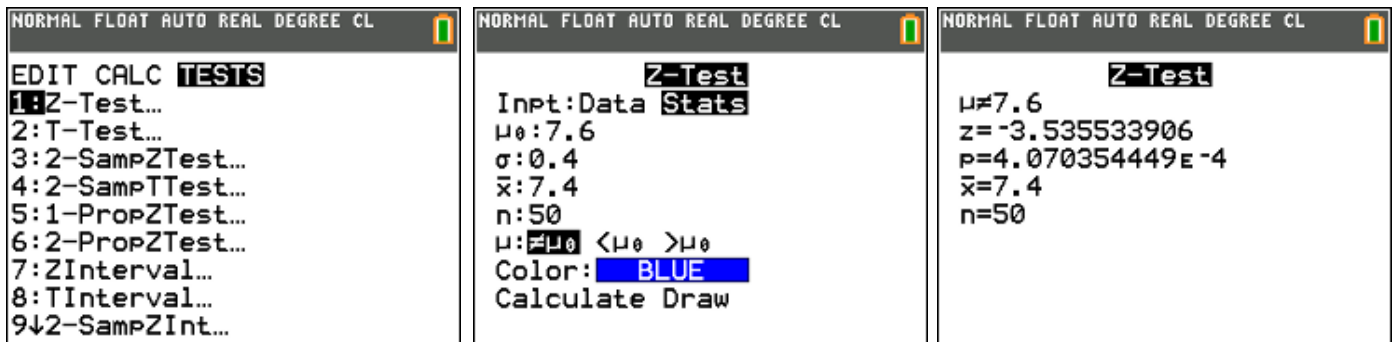 NORMAL FLOAT AUTO REAL DEGREE CL
EDIT CALC TESTS
1:Z-Test…
2:T-Test…
3:2-SampZTest…
4:2-SampTTest…
5:1-PropZTest…
6:2-PropZTest…
7:ZInterval…
8:TInterval…
9↓2-SampZInt…
NORMAL FLOAT AUTO REAL DEGREE CL
Z-Test
Inpt:Data Stats
μ₀:7.6
σ:0.4
x̄:7.4
n:50
μ:≠μ₀ <μ₀ >μ₀
Color: BLUE
Calculate Draw
NORMAL FLOAT AUTO REAL DEGREE CL
Z-Test
μ≠7.6
z=-3.535533906
p=4.070354449E-4
x̄=7.4
n=50